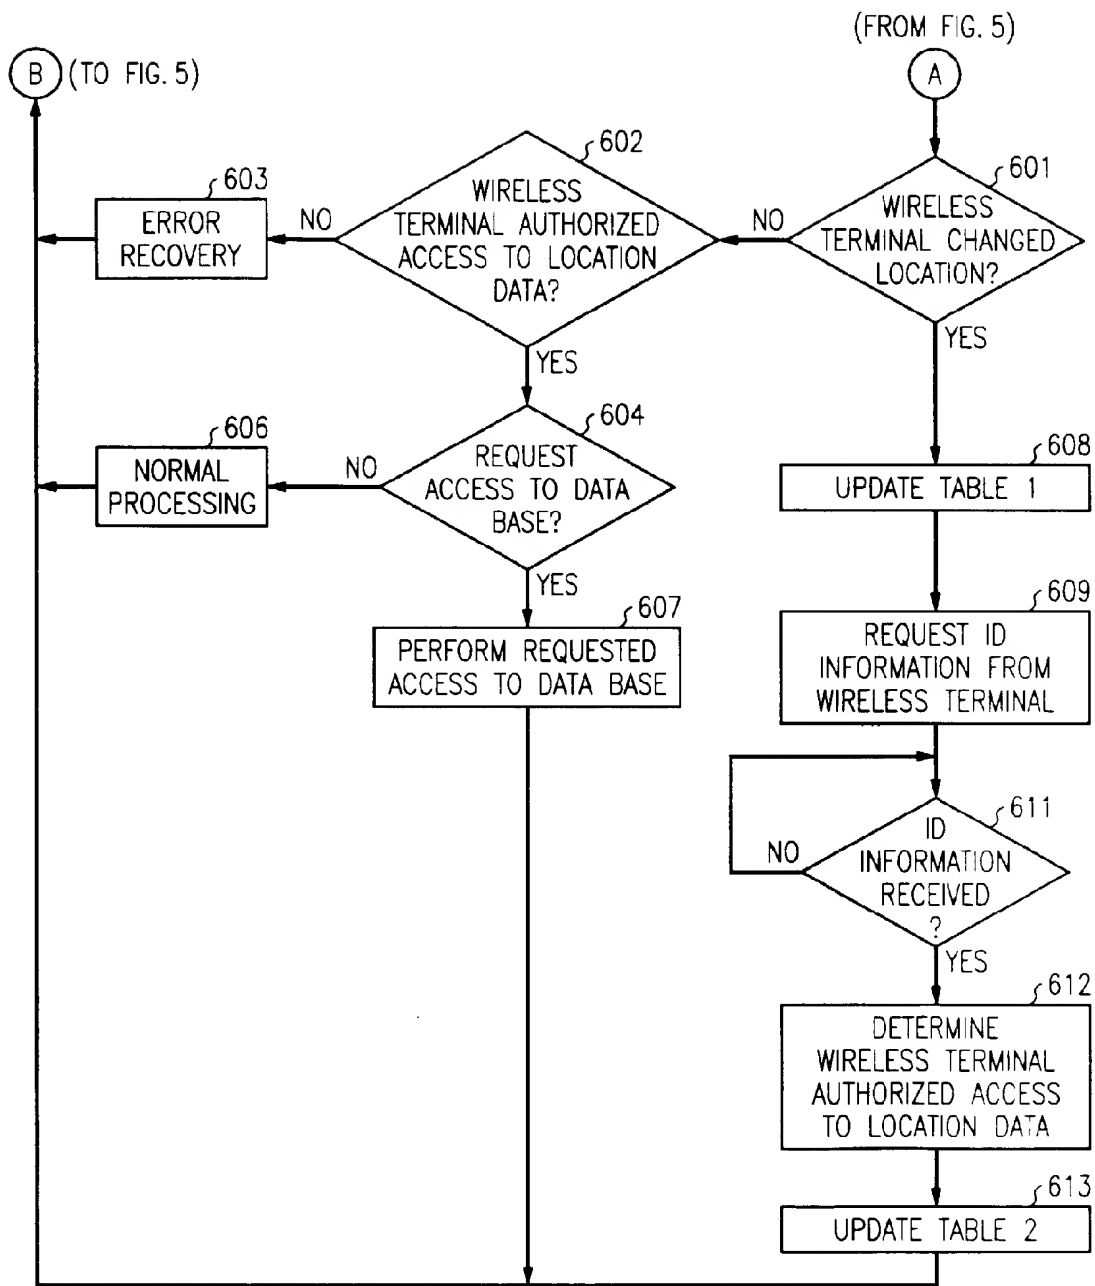 (FROM FIG. 5)
B (TO FIG. 5)
A
602
WIRELESS
TERMINAL AUTHORIZED
ACCESS TO LOCATION
DATA?
601
WIRELESS
TERMINAL CHANGED
LOCATION?
603
ERROR
RECOVERY
NO
NO
YES
YES
604
REQUEST
ACCESS TO DATA
BASE?
606
NORMAL
PROCESSING
NO
608
UPDATE TABLE 1
YES
607
PERFORM REQUESTED
ACCESS TO DATA BASE
609
REQUEST ID
INFORMATION FROM
WIRELESS TERMINAL
611
ID
INFORMATION
RECEIVED
?
NO
YES
612
DETERMINE
WIRELESS TERMINAL
AUTHORIZED ACCESS
TO LOCATION DATA
613
UPDATE TABLE 2